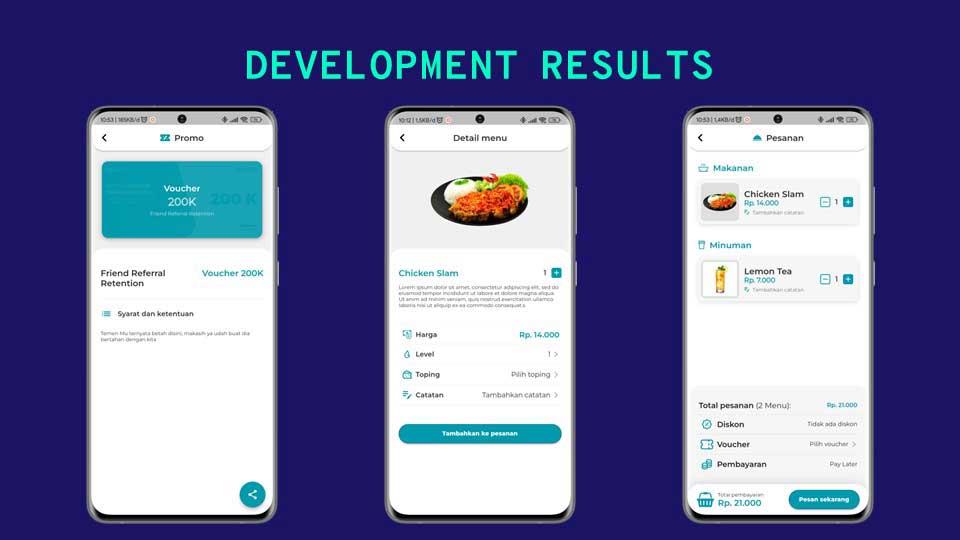 DEVELOPMENT RESULTS
10:53 | 165KB/d
Promo
Voucher
200K
200 K
Friend Referral Retention
Friend Referral
Retention
Voucher 200K
Syarat dan ketentuan
Temen Mu ternyata betah disini, makasih ya udah buat dia
bertahan dengan kita
10:12 | 1,5KB/d
Detail menu
Chicken Slam
1
Lorem ipsum dolor sit amet, consectetur adipiscing elit, sed do
eiusmod tempor incididunt ut labore et dolore magna aliqua.
Ut enim ad minim veniam, quis nostrud exercitation ullamco
laboris nisi ut aliquip ex ea commodo consequat.
Harga
Rp. 14.000
Level
1
Toping
Pilih toping
Catatan
Tambahkan catatan
Tambahkan ke pesanan
10:53 | 1,4KB/d
Pesanan
Makanan
Chicken Slam
Rp. 14.000
Tambahkan catatan
1
Minuman
Lemon Tea
Rp. 7.000
Tambahkan catatan
1
Total pesanan (2 Menu):
Rp. 21.000
Diskon
Tidak ada diskon
Voucher
Pilih voucher
Pembayaran
Pay Later
Total pembayaran
Rp. 21.000
Pesan sekarang